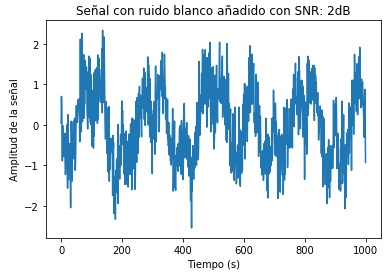 Señal con ruido blanco añadido con SNR: 2dB
2
1
0
−1
−2
Amplitud de la señal
0 200 400 600 800 1000
Tiempo (s)